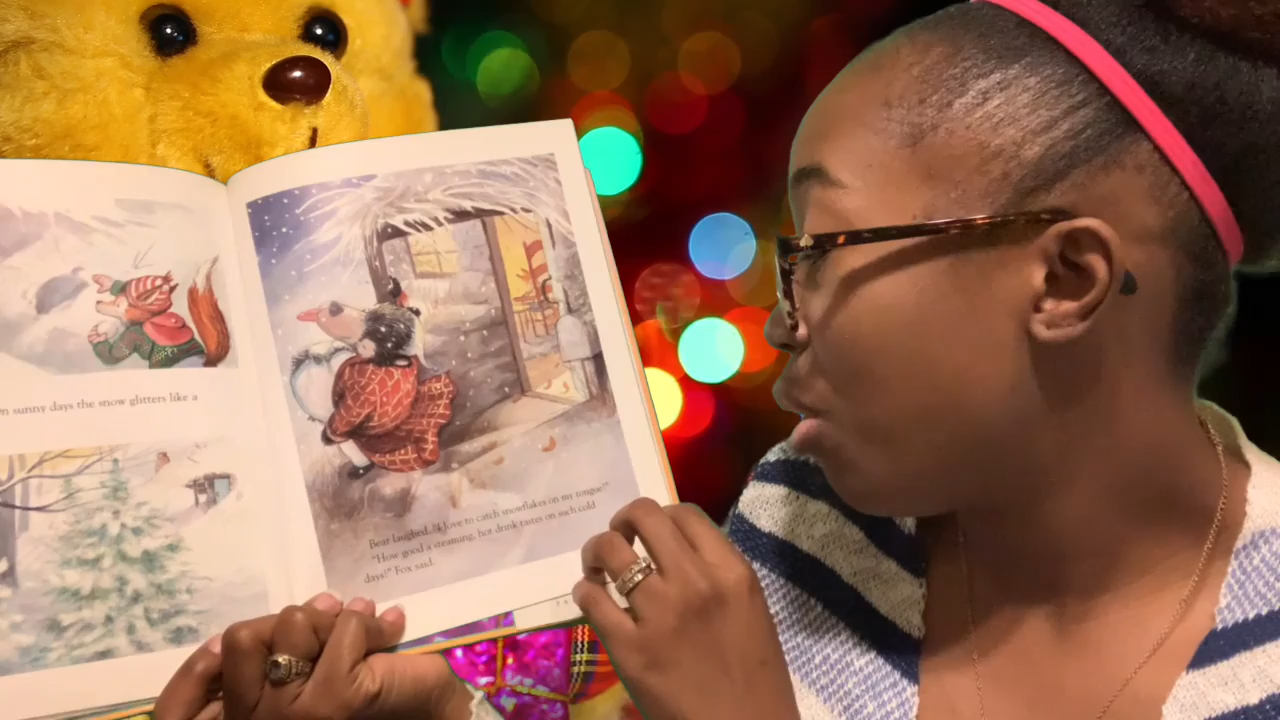 On sunny days the snow glitters like a
Bear laughed. "I love to catch snowflakes on my tongue!"
"How good a steaming, hot drink tastes on such cold
days!" Fox said.